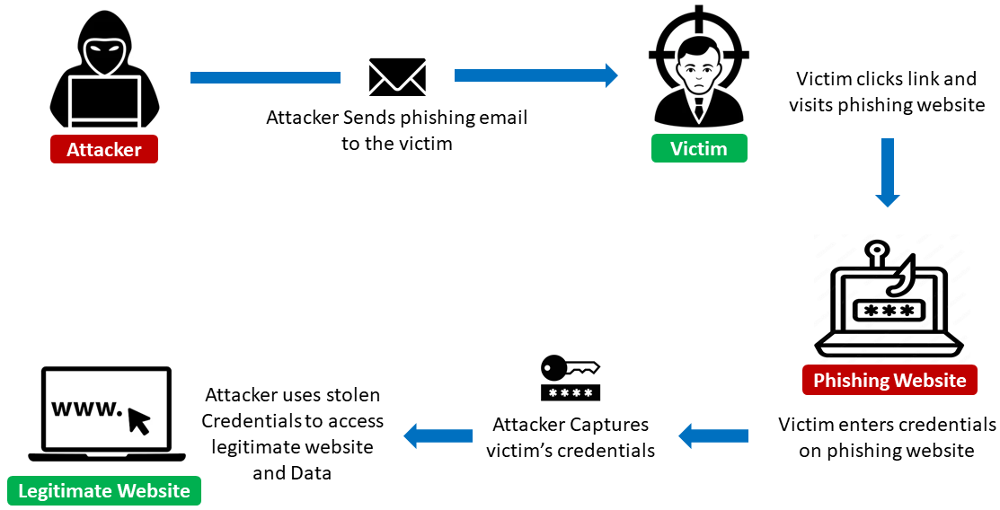 Attacker
Attacker Sends phishing email
to the victim
Victim
Victim clicks link and
visits phishing website
***
Phishing Website
Victim enters credentials
on phishing website
****
Attacker Captures
victim’s credentials
Attacker uses stolen
Credentials to access
legitimate website
and Data
www.
Legitimate Website